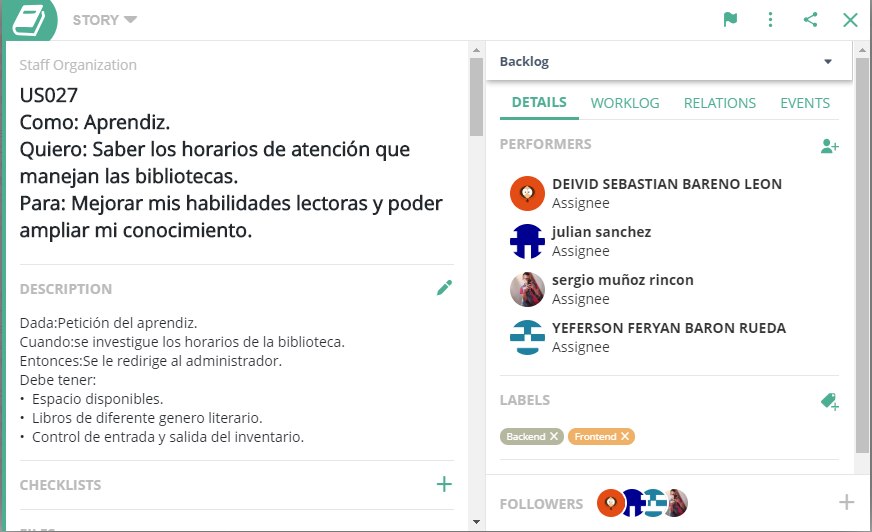 STORY
Staff Organization
US027
Como: Aprendiz.
Quiero: Saber los horarios de atención que
manejan las bibliotecas.
Para: Mejorar mis habilidades lectoras y poder
ampliar mi conocimiento.
DESCRIPTION
Dada:Petición del aprendiz.
Cuando:se investigue los horarios de la biblioteca.
Entonces:Se le redirige al administrador.
Debe tener:
• Espacio disponibles.
• Libros de diferente genero literario.
• Control de entrada y salida del inventario.
CHECKLISTS
Backlog
DETAILS WORKLOG RELATIONS EVENTS
PERFORMERS
DEIVID SEBASTIAN BARENO LEON
Assignee
julian sanchez
Assignee
sergio muñoz rincon
Assignee
YEFERSON FERYAN BARON RUEDA
Assignee
LABELS
Backend X Frontend X
FOLLOWERS